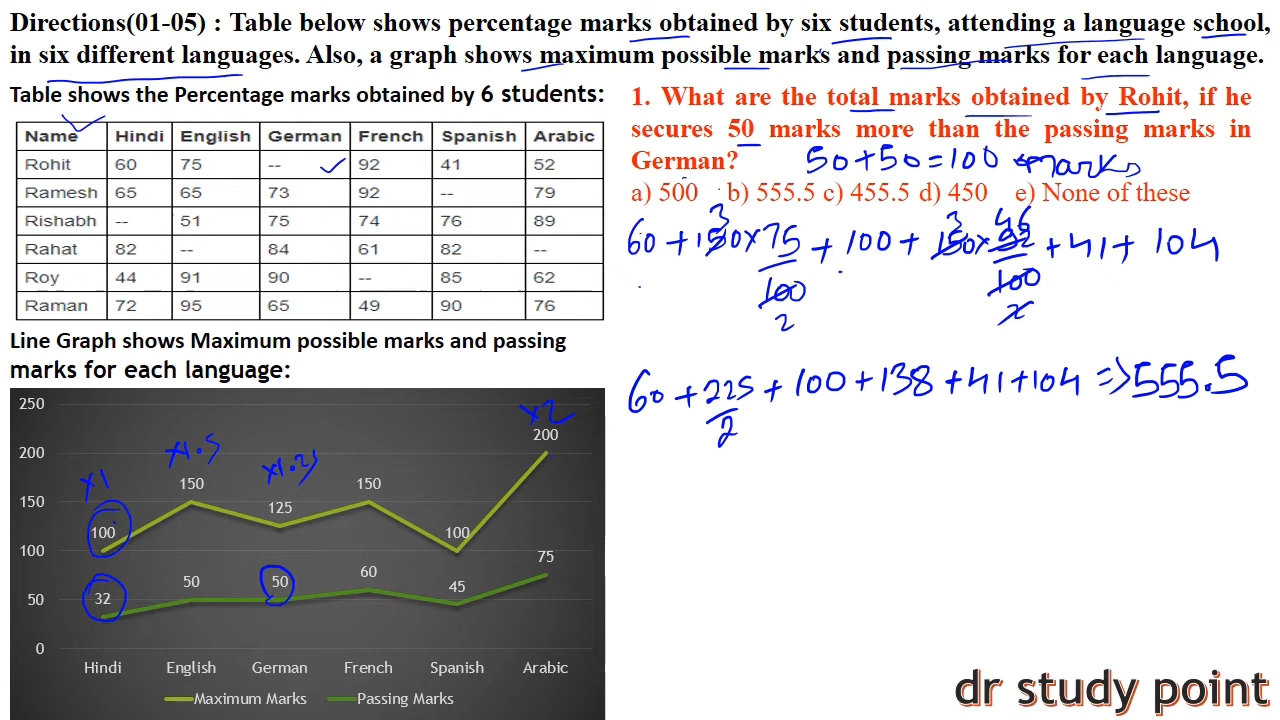 Directions(01-05) : Table below shows percentage marks obtained by six students, attending a language school,
in six different languages. Also, a graph shows maximum possible marks and passing marks for each language.
Table shows the Percentage marks obtained by 6 students:
Name Hindi English German French Spanish Arabic
Rohit 60 75 -- 92 41 52
Ramesh 65 65 73 92 -- 79
Rishabh -- 51 75 74 76 89
Rahat 82 -- 84 61 82 --
Roy 44 91 90 -- 85 62
Raman 72 95 65 49 90 76
Line Graph shows Maximum possible marks and passing
marks for each language:
250
200
150
100
50
0
×1 ×1.5 ×1.25 ×2
100 150 125 150 100 200
32 50 50 60 45 75
Hindi English German French Spanish Arabic
Maximum Marks Passing Marks
1. What are the total marks obtained by Rohit, if he
secures 50 marks more than the passing marks in
German? 50+50=100 marks
a) 500 b) 555.5 c) 455.5 d) 450 e) None of these
3 3 46
60 + 150 × 75 + 100 + 150 × 92 + 41 + 104
100 100
2 2
60 + 225 + 100 + 138 + 41 + 104 => 555.5
2
dr study point